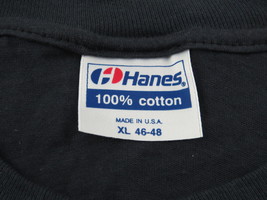 Hanes.
100% cotton
MADE IN U.S.A.
XL 46-48